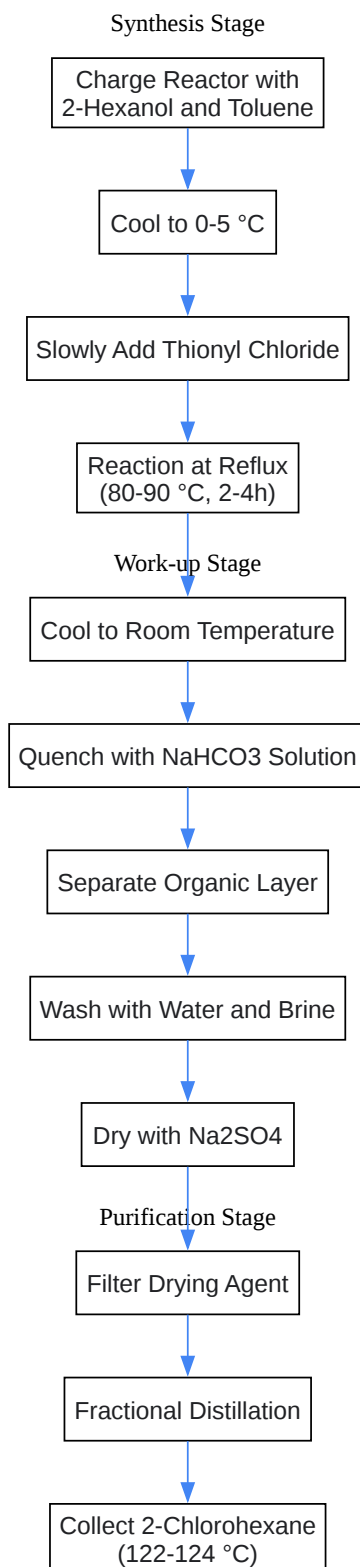 Synthesis Stage
Charge Reactor with
2-Hexanol and Toluene
Cool to 0-5 °C
Slowly Add Thionyl Chloride
Reaction at Reflux
(80-90 °C, 2-4h)
Work-up Stage
Cool to Room Temperature
Quench with NaHCO3 Solution
Separate Organic Layer
Wash with Water and Brine
Dry with Na2SO4
Purification Stage
Filter Drying Agent
Fractional Distillation
Collect 2-Chlorohexane
(122-124 °C)